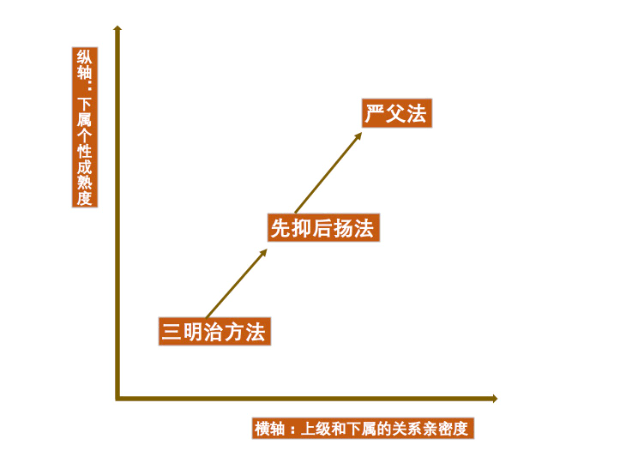 纵轴：下属个性成熟度
严父法
先抑后扬法
三明治方法
横轴：上级和下属的关系亲密度